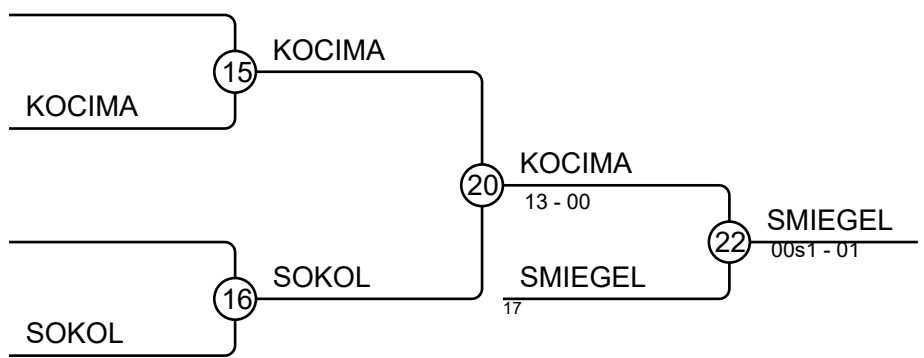 KOCIMA
15
KOCIMA
KOCIMA
20
13 - 00
SMIEGEL
22
00s1 - 01
SOKOL
SMIEGEL
16
17
SOKOL